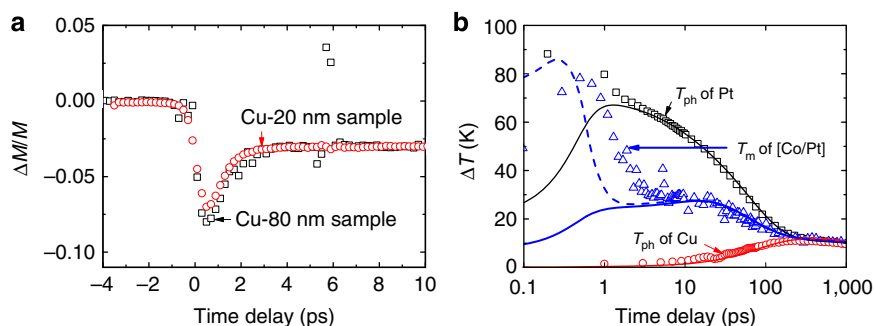 a
0.05
0.00
−0.05
−0.10
ΔM/M
Cu-20 nm sample
Cu-80 nm sample
−4
−2
0
2
4
6
8
10
Time delay (ps)
b
100
80
60
40
20
0
ΔT (K)
Tph of Pt
Tm of [Co/Pt]
Tph of Cu
0.1
1
10
100
1,000
Time delay (ps)